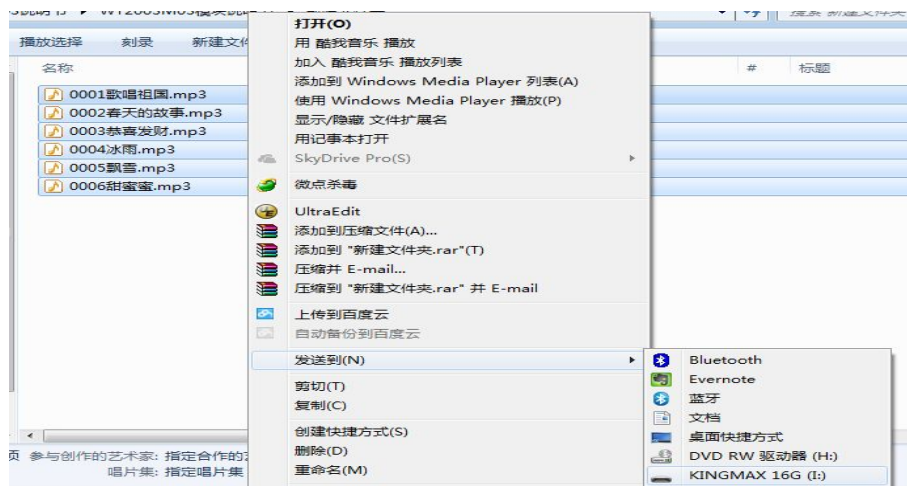 打开(O)
播放选择 刻录 新建文件
用 酷我音乐 播放
加入 酷我音乐 播放列表
名称
# 标题
添加到 Windows Media Player 列表(A)
0001歌唱祖国.mp3
使用 Windows Media Player 播放(P)
0002春天的故事.mp3
显示/隐藏 文件扩展名
0003恭喜发财.mp3
用记事本打开
0004冰雨.mp3
SkyDrive Pro(S)
0005飘雪.mp3
0006甜蜜蜜.mp3
微点杀毒
UltraEdit
添加到压缩文件(A)...
添加到 "新建文件夹.rar"(T)
压缩并 E-mail...
压缩到 "新建文件夹.rar" 并 E-mail
上传到百度云
自动备份到百度云
发送到(N)
Bluetooth
Evernote
蓝牙
文档
桌面快捷方式
DVD RW 驱动器 (H:)
KINGMAX 16G (I:)
剪切(T)
复制(C)
创建快捷方式(S)
删除(D)
重命名(M)
参与创作的艺术家: 指定合作的
唱片集: 指定唱片集